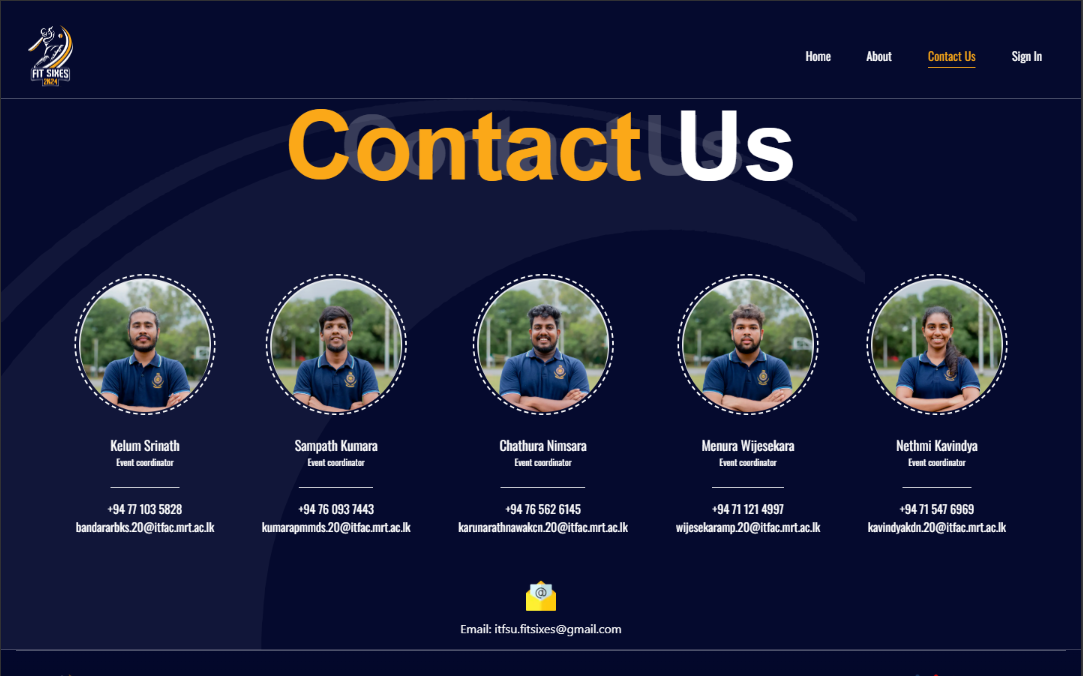 FIT SIXES
2K24
Home
About
Contact Us
Sign In
Contact Us
Contact Us
Kelum Srinath
Event coordinator
+94 77 103 5828
bandararbks.20@itfac.mrt.ac.lk
Sampath Kumara
Event coordinator
+94 76 093 7443
kumarapmmds.20@itfac.mrt.ac.lk
Chathura Nimsara
Event coordinator
+94 76 562 6145
karunarathnawakcn.20@itfac.mrt.ac.lk
Menura Wijesekara
Event coordinator
+94 71 121 4997
wijesekaramp.20@itfac.mrt.ac.lk
Nethmi Kavindya
Event coordinator
+94 71 547 6969
kavindyakdn.20@itfac.mrt.ac.lk
@
Email: itfsu.fitsixes@gmail.com